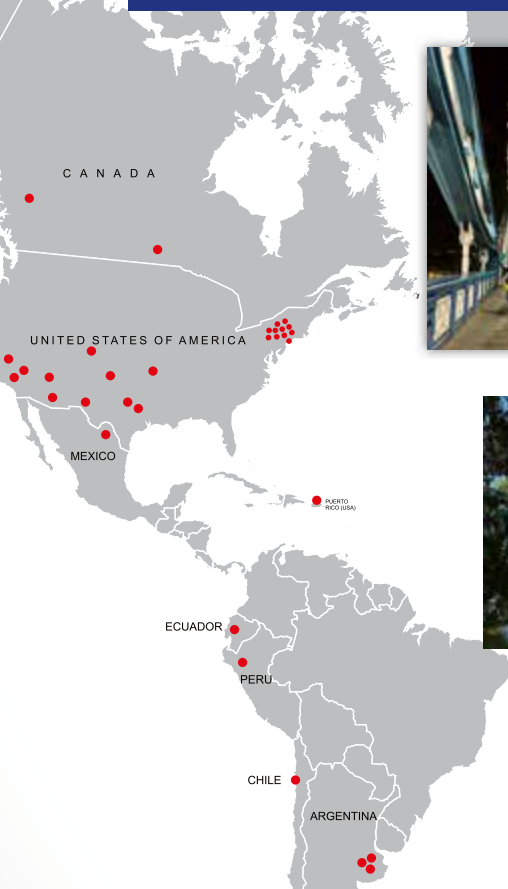 CANADA
UNITED STATES OF AMERICA
MEXICO
PUERTO
RICO (USA)
ECUADOR
PERU
CHILE
ARGENTINA